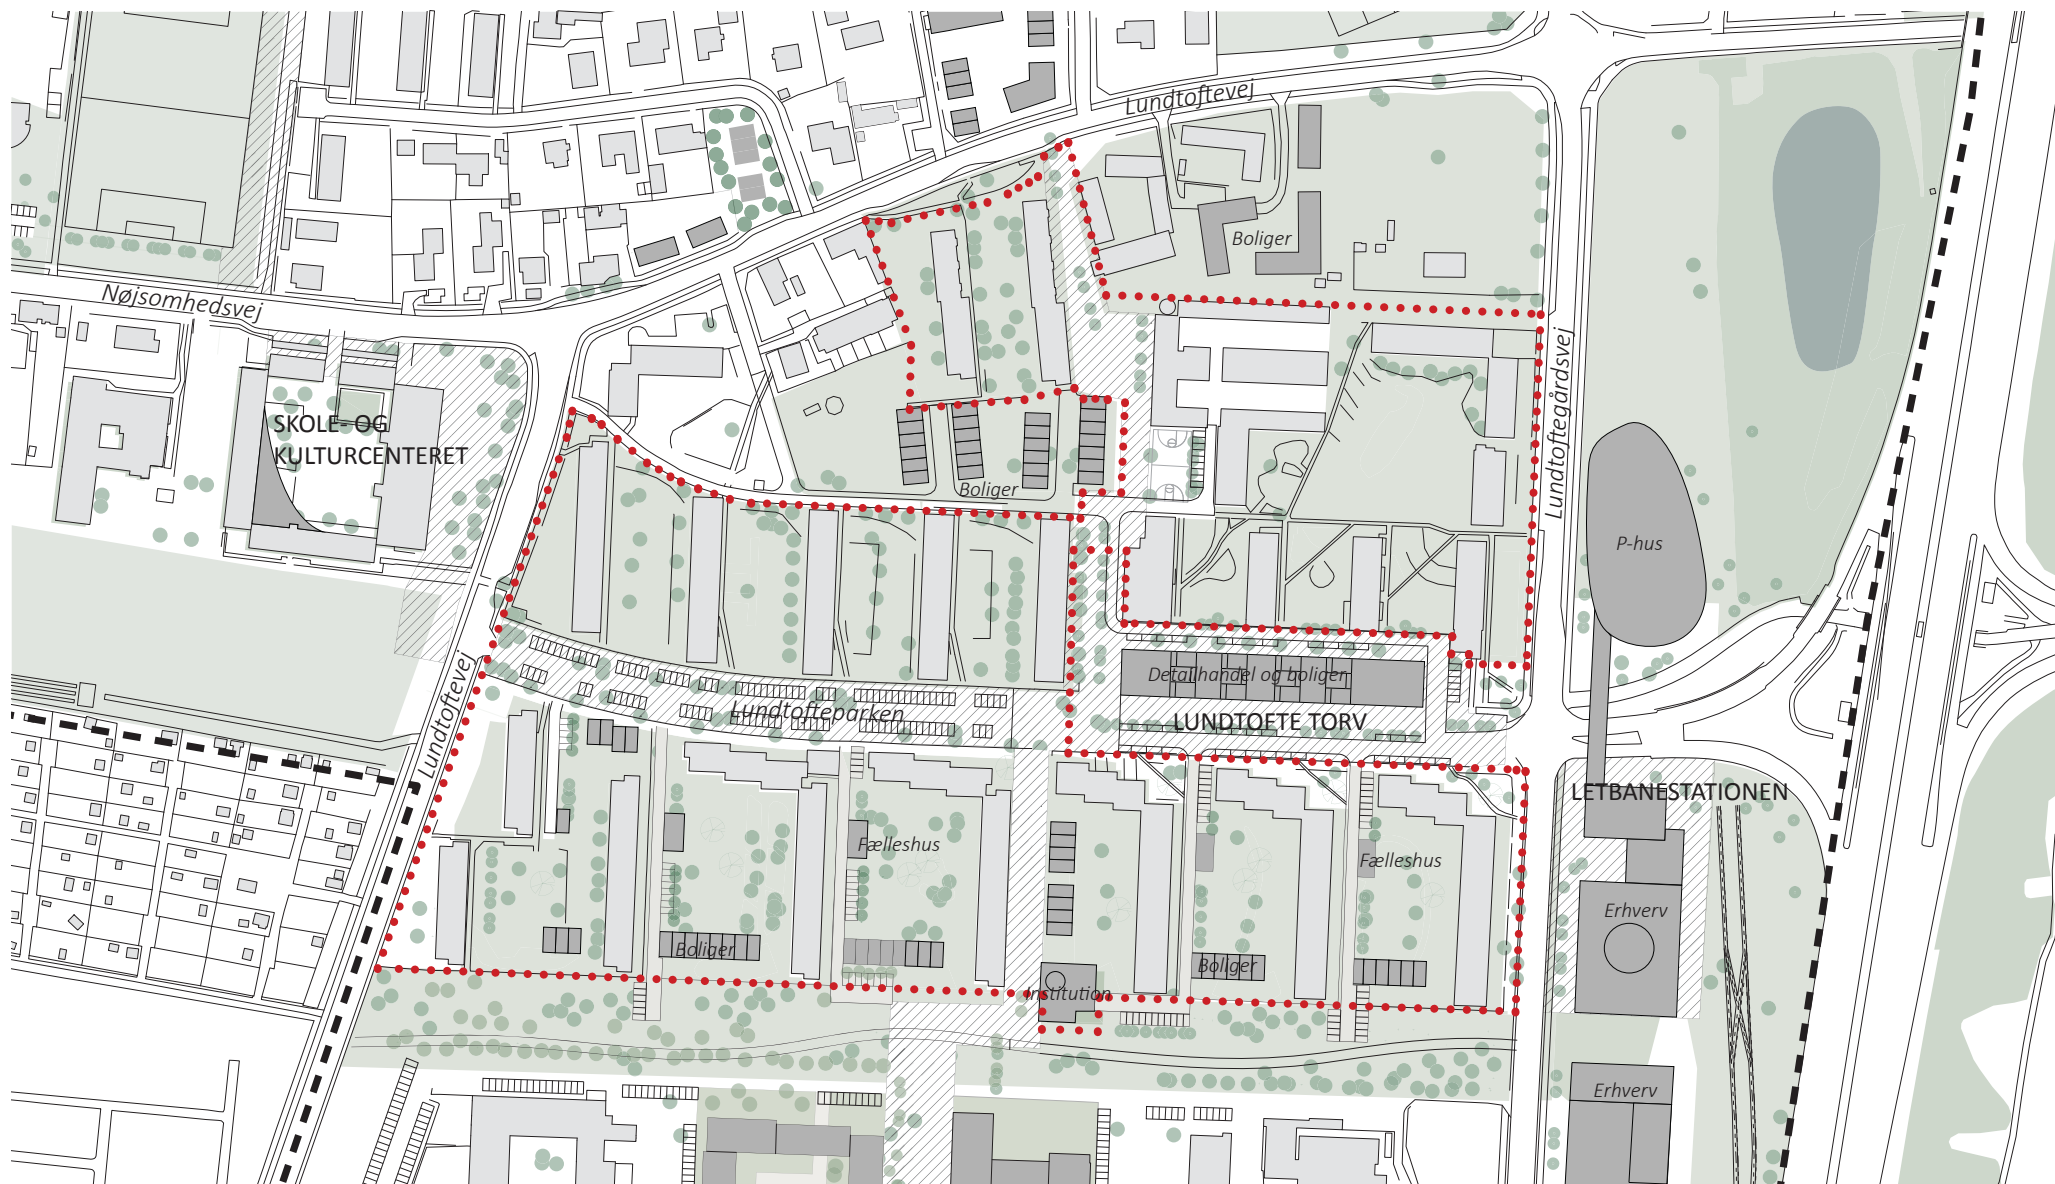 Lundtoftevej
Boliger
Nøjsomhedsvej
Lundtoftegårdsvej
SKOLE- OG
KULTURCENTERET
Boliger
P-hus
Detailhandel og boliger
Lundtoftevej
Lundtofteparken
LUNDTOFTE TORV
LETBANESTATIONEN
Fælleshus
Fælleshus
Erhverv
Boliger
Boliger
Institution
Erhverv